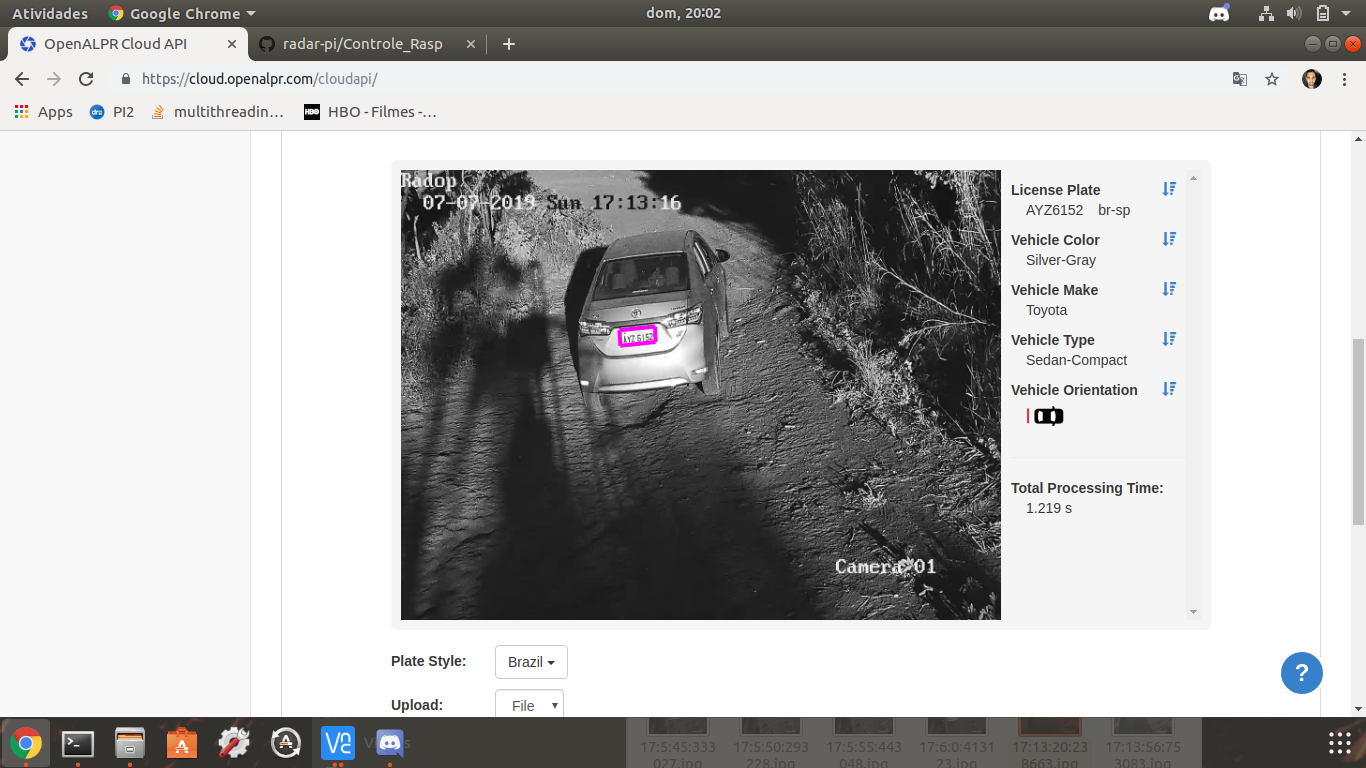 Atividades Google Chrome dom, 20:02
OpenALPR Cloud API radar-pi/Controle_Rasp
https://cloud.openalpr.com/cloudapi/
Apps PI2 multithreadin… HBO HBO - Filmes -…
Radop
07-07-2019 Sun 17:13:16
AYZ6152
Camera 01
License Plate
AYZ6152 br-sp
Vehicle Color
Silver-Gray
Vehicle Make
Toyota
Vehicle Type
Sedan-Compact
Vehicle Orientation
Total Processing Time:
1.219 s
Plate Style: Brazil
Upload: File
?
17:5:45:333 17:5:50:293 17:5:55:443 17:6:0:4131 17:13:20:23 17:13:56:75
027.jpg 228.jpg 048.jpg 23.jpg 8663.jpg 3083.jpg